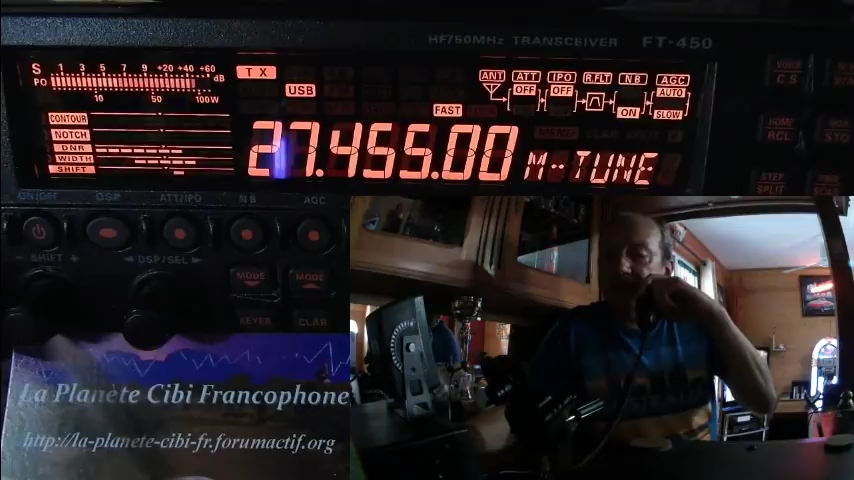 HF/50MHz TRANSCEIVER FT-450
S 1 3 5 7 9 +20 +40 +60 dB
PO 10 50 100W
TX
USB
FAST
ANT ATT IPO R.FLT NB AGC
OFF OFF AUTO
ON SLOW
CONTOUR
NOTCH
DNR
WIDTH
SHIFT
27.455.00 M-TUNE
VOICE
C.S
HOME
RCL
STO
STEP
SPLIT
ON/OFF DSP ATT/IPO NB AGC
- SHIFT + ◄DSP/SEL►
MODE MODE
KEYER CLAR
La Planète Cibi Francophone
http://la-planete-cibi-fr.forumactif.org